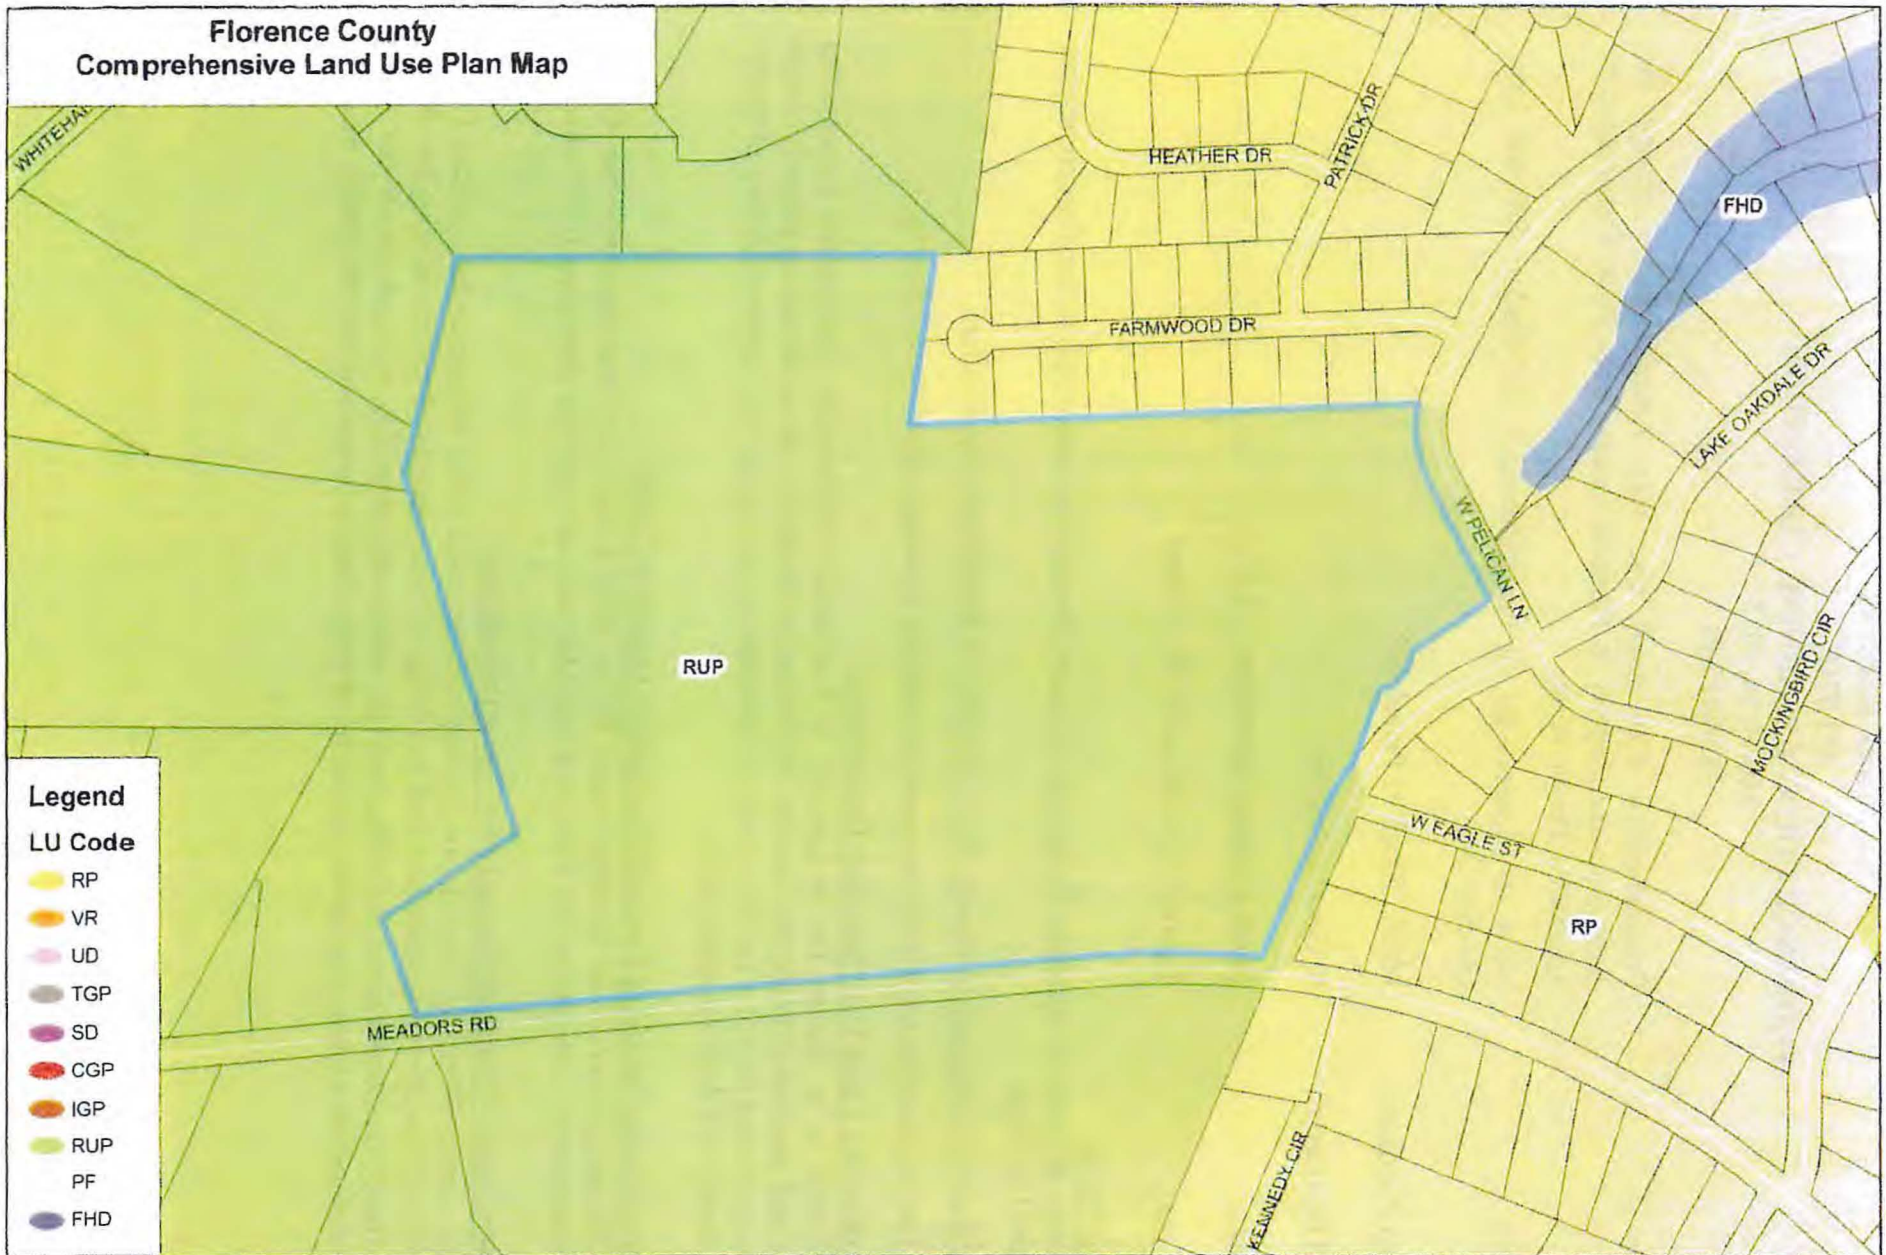 Florence County
Comprehensive Land Use Plan Map
HEATHER DR
PATRICK DR
FHD
FARMWOOD DR
LAKE OAKDALE DR
W PELICAN LN
RUP
MOCKINGBIRD CIR
W EAGLE ST
RP
MEADORS RD
KENNEDY CIR
Legend
LU Code
RP
VR
UD
TGP
SD
CGP
IGP
RUP
PF
FHD